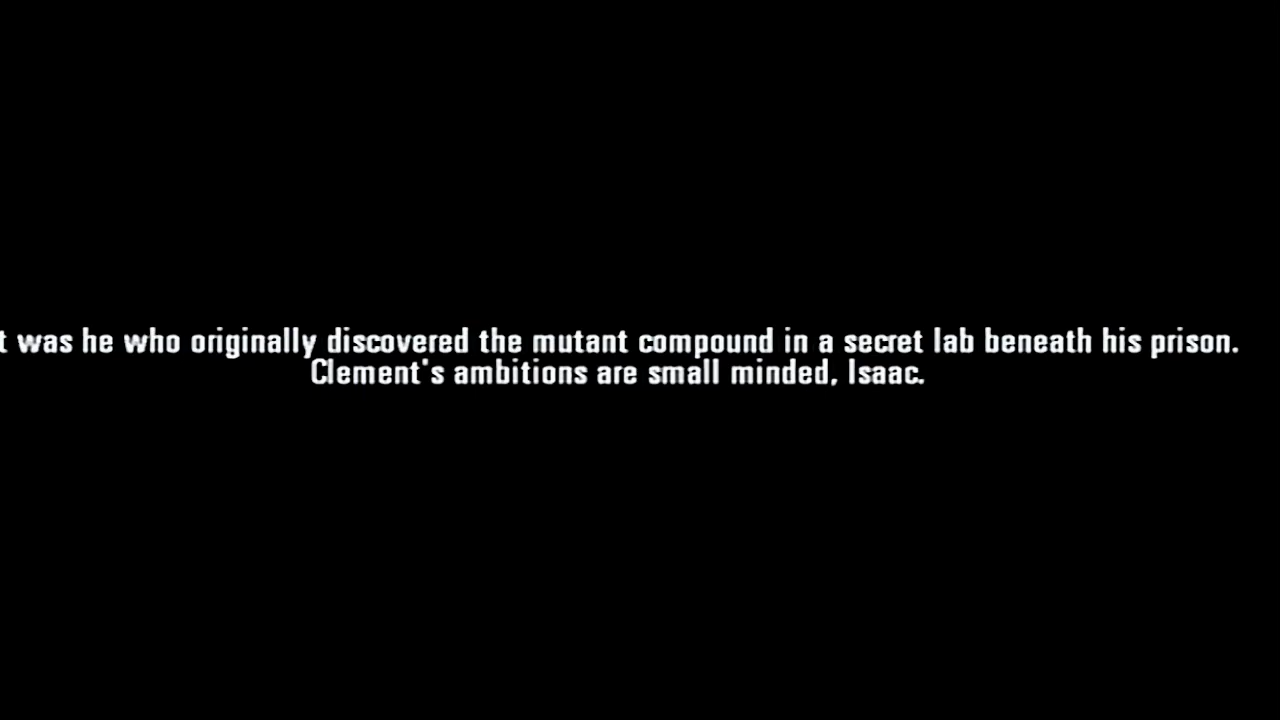 t was he who originally discovered the mutant compound in a secret lab beneath his prison.
Clement's ambitions are small minded, Isaac.